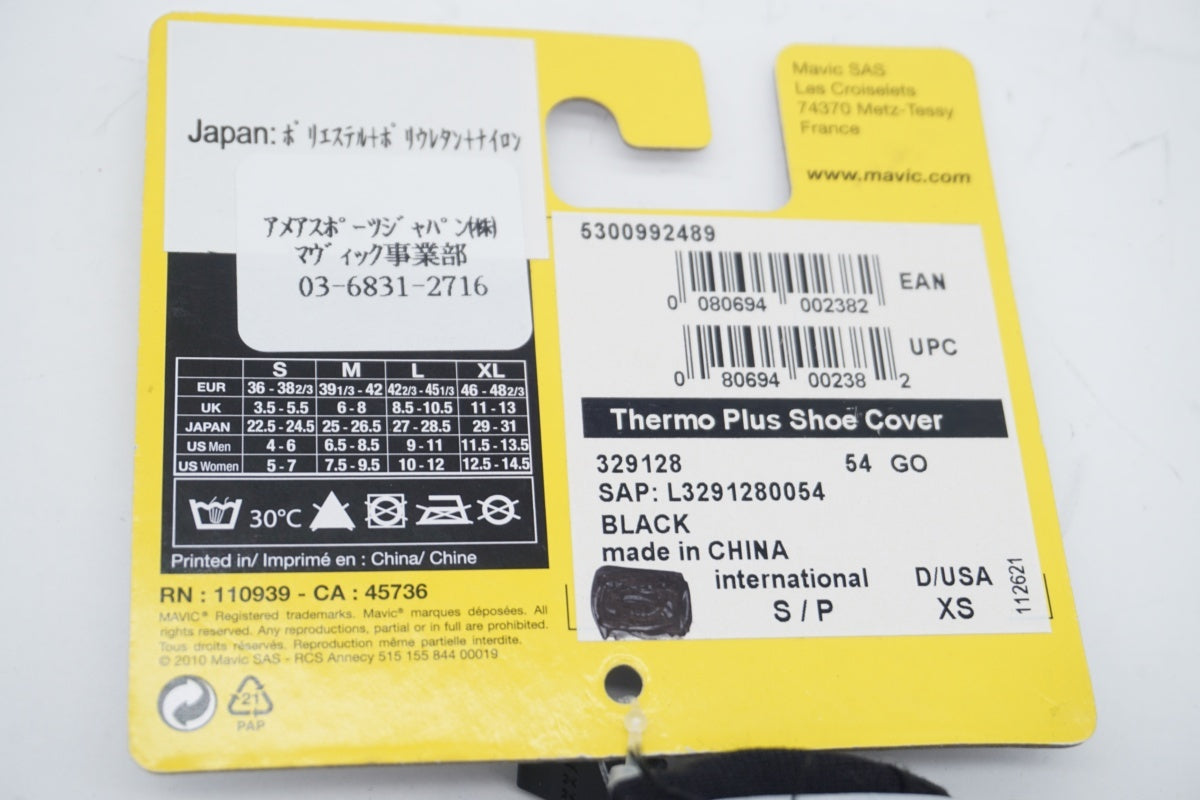 Japan: ポリエステル+ポリウレタン+ナイロン
アメアスポーツジャパン㈱
マヴィック事業部
03-6831-2716
S M L XL
EUR 36 - 38 2/3 39 1/3 - 42 42 2/3 - 45 1/3 46 - 48 2/3
UK 3.5 - 5.5 6 - 8 8.5 - 10.5 11 - 13
JAPAN 22.5 - 24.5 25 - 26.5 27 - 28.5 29 - 31
US Men 4 - 6 6.5 - 8.5 9 - 11 11.5 - 13.5
US Women 5 - 7 7.5 - 9.5 10 - 12 12.5 - 14.5
30°C
Printed in/ Imprimé en : China/ Chine
RN : 110939 - CA : 45736
MAVIC® Registered trademarks. Mavic® marques déposées. All
rights reserved. Any reproductions, partial or in full are prohibited.
Tous droits réservés. Reproduction même partielle interdite.
© 2010 Mavic SAS - RCS Annecy 515 155 844 00019
21
PAP
Mavic SAS
Les Croiselets
74370 Metz-Tessy
France
www.mavic.com
5300992489
EAN
0 080694 002382
UPC
0 80694 00238 2
Thermo Plus Shoe Cover
329128 54 GO
SAP: L3291280054
BLACK
made in CHINA
international D/USA
S / P XS
112621